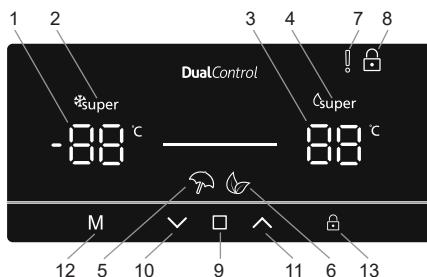 1 2 3 4 7 8
DualControl
super super
-88 °C 88 °C
M
12 5 10 9 11 6 13